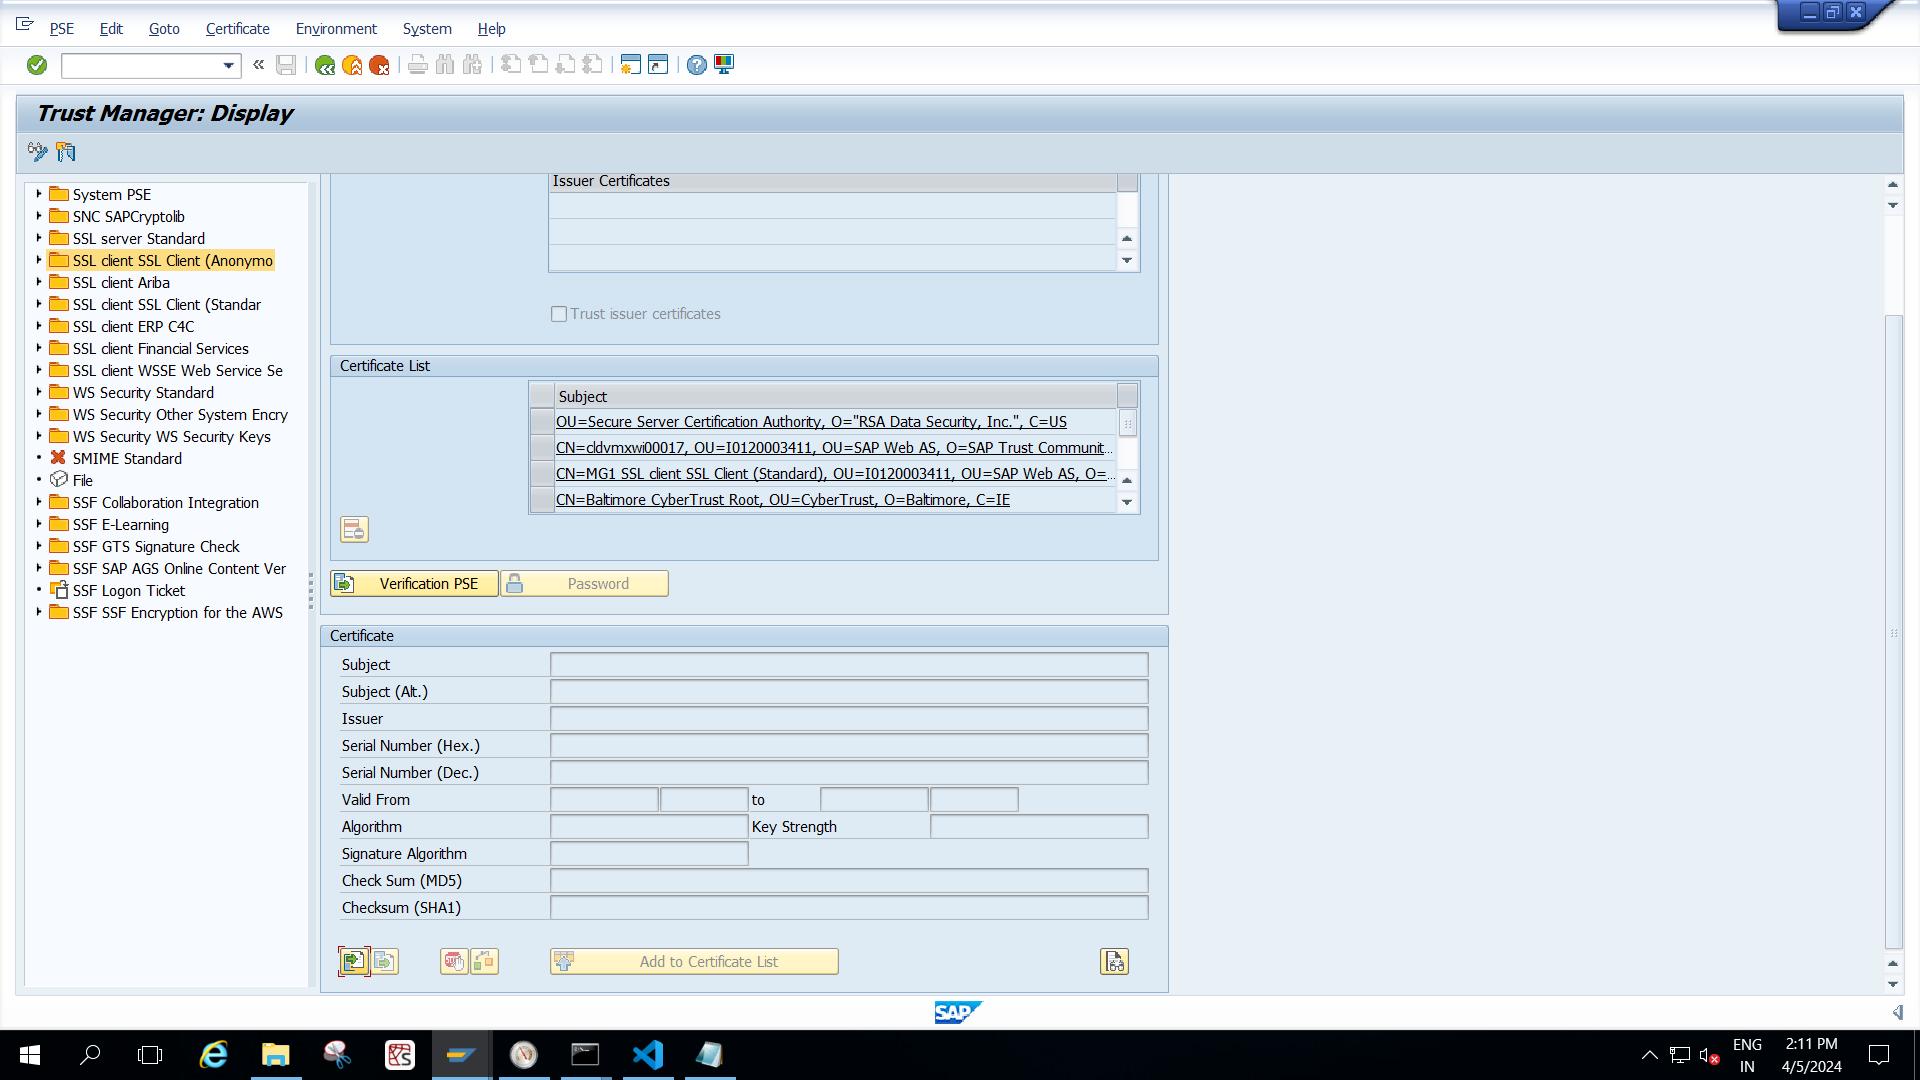 PSE Edit Goto Certificate Environment System Help
Trust Manager: Display
System PSE
SNC SAPCryptolib
SSL server Standard
SSL client SSL Client (Anonymo
SSL client Ariba
SSL client SSL Client (Standar
SSL client ERP C4C
SSL client Financial Services
SSL client WSSE Web Service Se
WS Security Standard
WS Security Other System Encry
WS Security WS Security Keys
SMIME Standard
File
SSF Collaboration Integration
SSF E-Learning
SSF GTS Signature Check
SSF SAP AGS Online Content Ver
SSF Logon Ticket
SSF SSF Encryption for the AWS
Issuer Certificates
Trust issuer certificates
Certificate List
Subject
OU=Secure Server Certification Authority, O="RSA Data Security, Inc.", C=US
CN=cldvmxwi00017, OU=I0120003411, OU=SAP Web AS, O=SAP Trust Communit...
CN=MG1 SSL client SSL Client (Standard), OU=I0120003411, OU=SAP Web AS, O=...
CN=Baltimore CyberTrust Root, OU=CyberTrust, O=Baltimore, C=IE
Verification PSE Password
Certificate
Subject
Subject (Alt.)
Issuer
Serial Number (Hex.)
Serial Number (Dec.)
Valid From to
Algorithm Key Strength
Signature Algorithm
Check Sum (MD5)
Checksum (SHA1)
Add to Certificate List
SAP
ENG 2:11 PM
IN 4/5/2024